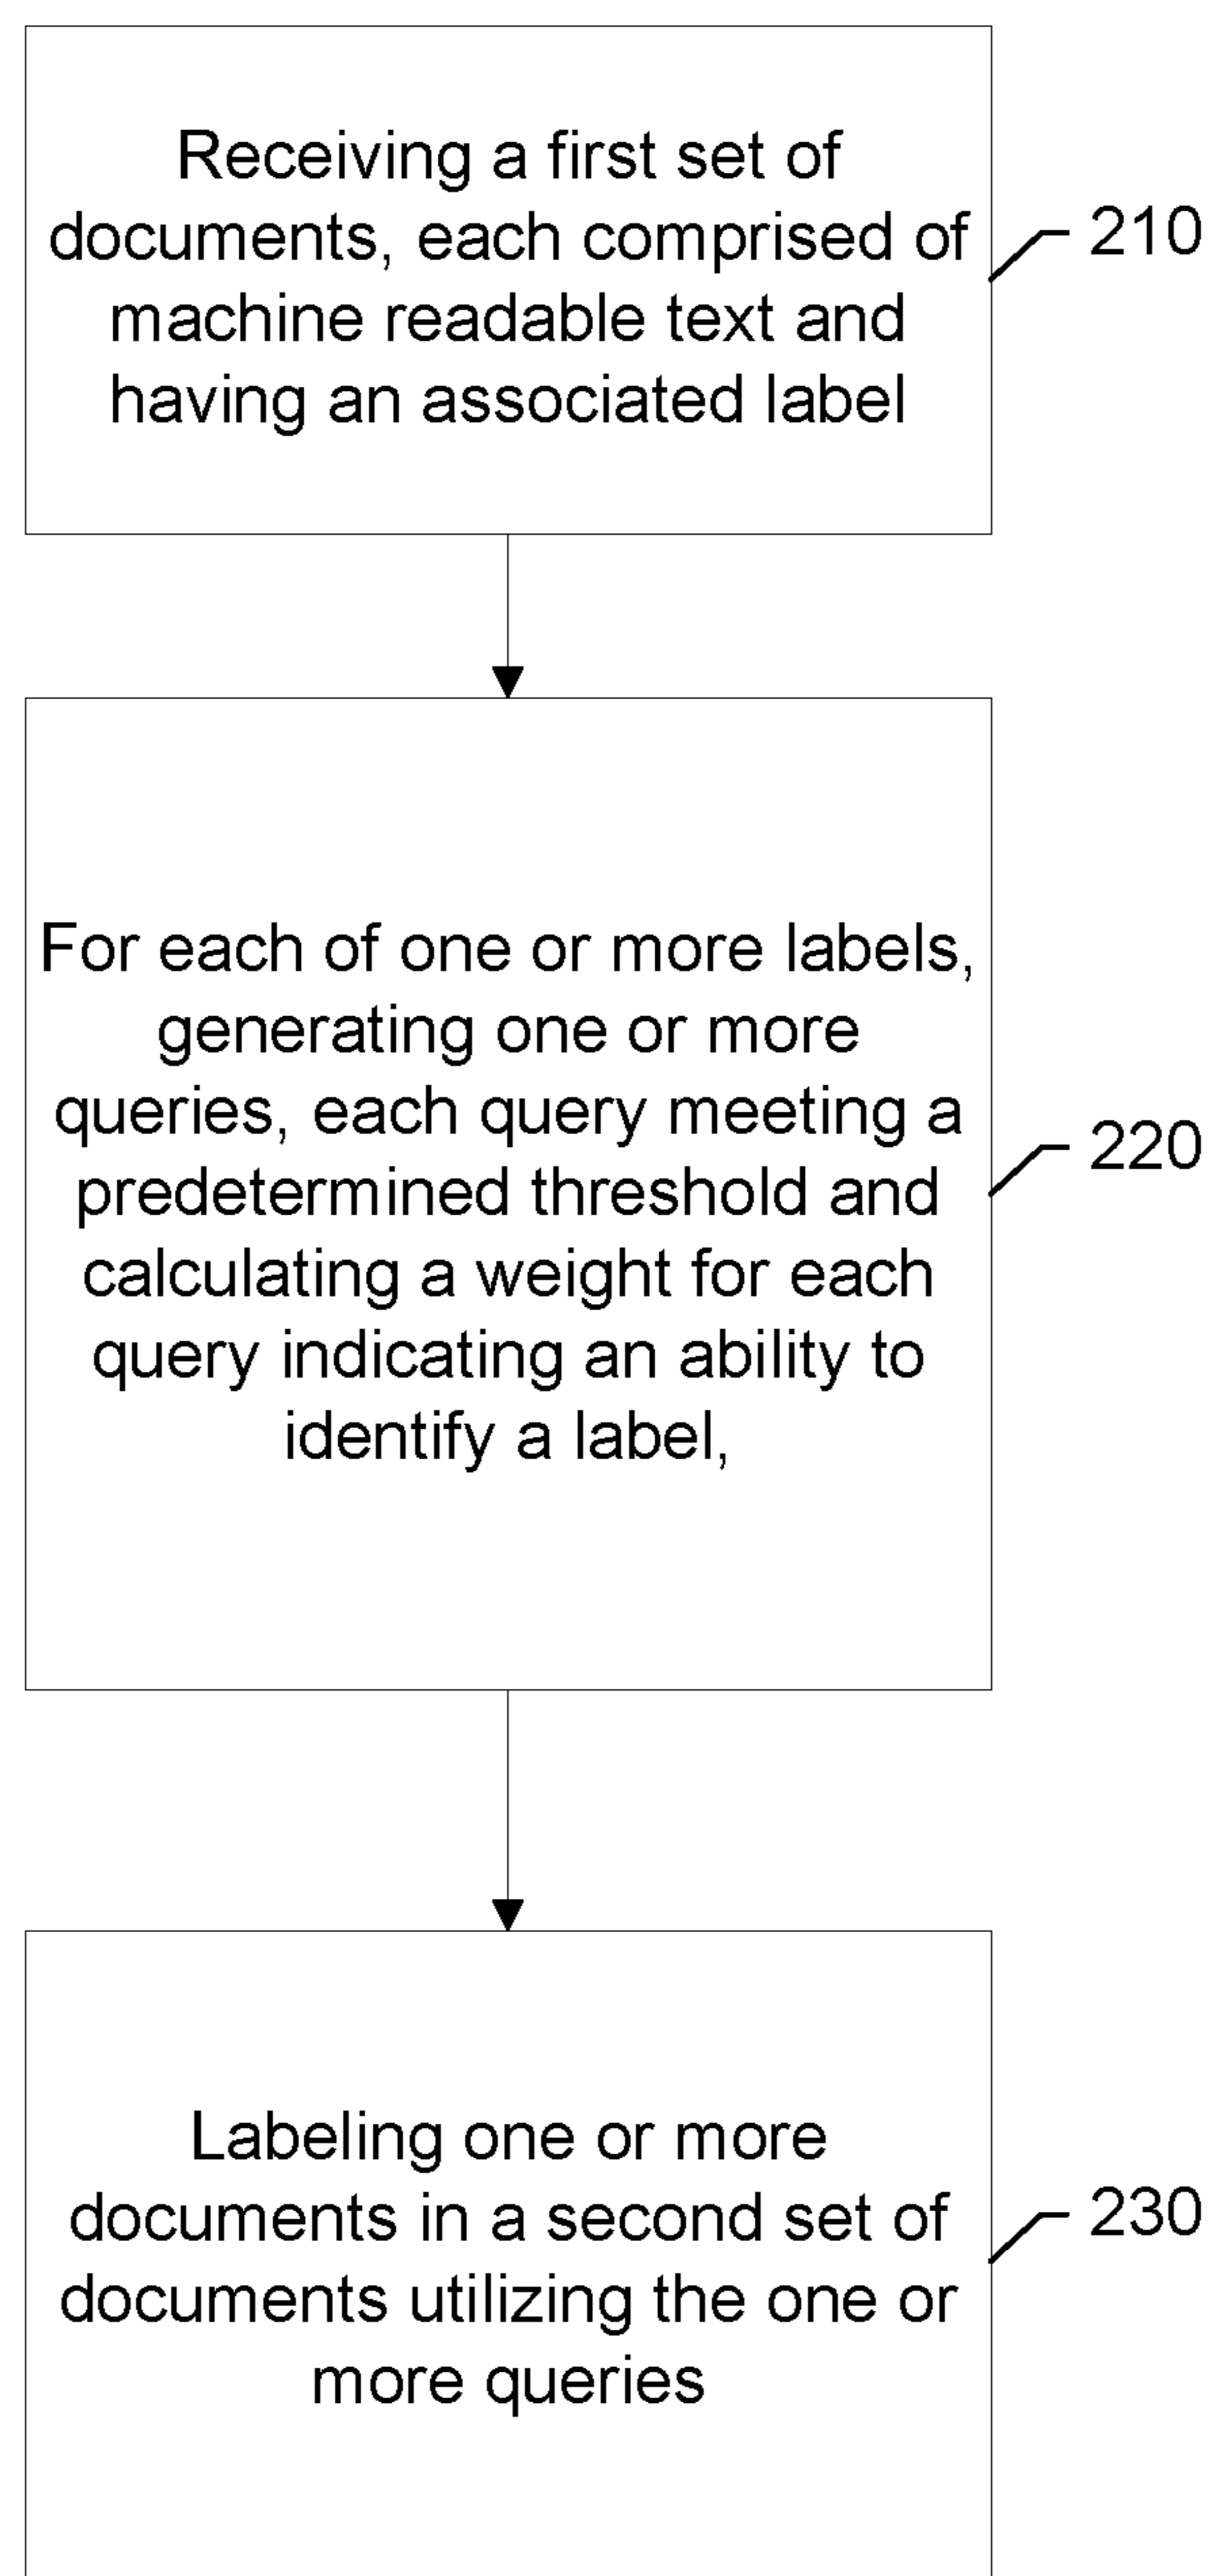 Receiving a first set of
documents, each comprised of
machine readable text and
having an associated label
210
For each of one or more labels,
generating one or more
queries, each query meeting a
predetermined threshold and
calculating a weight for each
query indicating an ability to
identify a label,
220
Labeling one or more
documents in a second set of
documents utilizing the one or
more queries
230